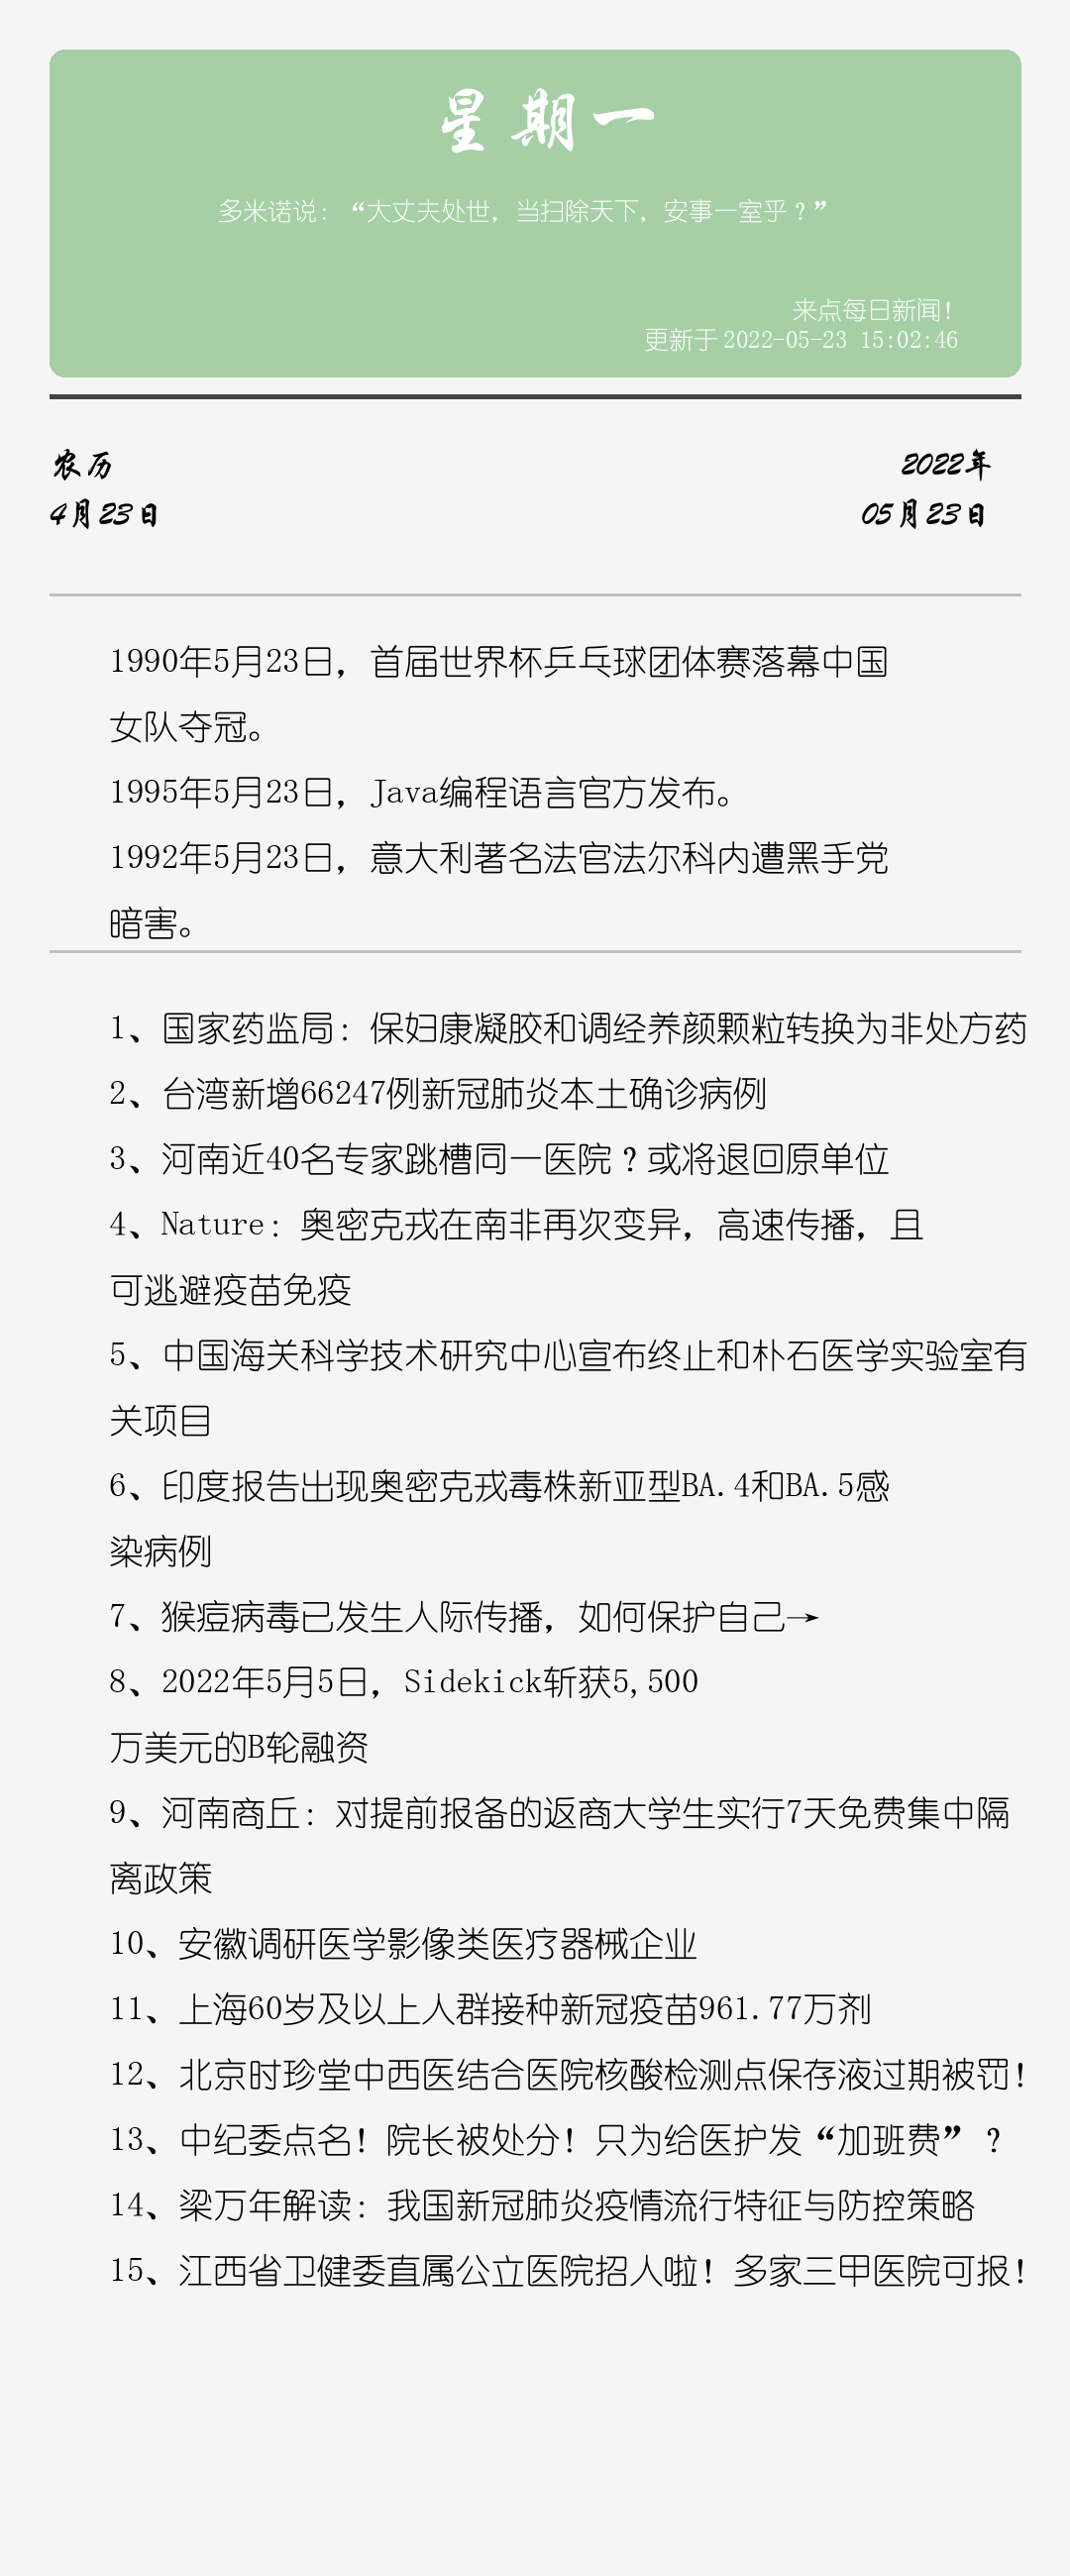 星期一
多米诺说：“大丈夫处世，当扫除天下，安事一室乎？”
来点每日新闻！
更新于2022-05-23 15:02:46
农历
4月23日
2022年
05月23日
1990年5月23日，首届世界杯乒乓球团体赛落幕中国
女队夺冠。
1995年5月23日，Java编程语言官方发布。
1992年5月23日，意大利著名法官法尔科内遭黑手党
暗害。
1、国家药监局：保妇康凝胶和调经养颜颗粒转换为非处方药
2、台湾新增66247例新冠肺炎本土确诊病例
3、河南近40名专家跳槽同一医院？或将退回原单位
4、Nature：奥密克戎在南非再次变异，高速传播，且
可逃避疫苗免疫
5、中国海关科学技术研究中心宣布终止和朴石医学实验室有
关项目
6、印度报告出现奥密克戎毒株新亚型BA.4和BA.5感
染病例
7、猴痘病毒已发生人际传播，如何保护自己→
8、2022年5月5日，Sidekick斩获5,500
万美元的B轮融资
9、河南商丘：对提前报备的返商大学生实行7天免费集中隔
离政策
10、安徽调研医学影像类医疗器械企业
11、上海60岁及以上人群接种新冠疫苗961.77万剂
12、北京时珍堂中西医结合医院核酸检测点保存液过期被罚！
13、中纪委点名！院长被处分！只为给医护发“加班费”？
14、梁万年解读：我国新冠肺炎疫情流行特征与防控策略
15、江西省卫健委直属公立医院招人啦！多家三甲医院可报！